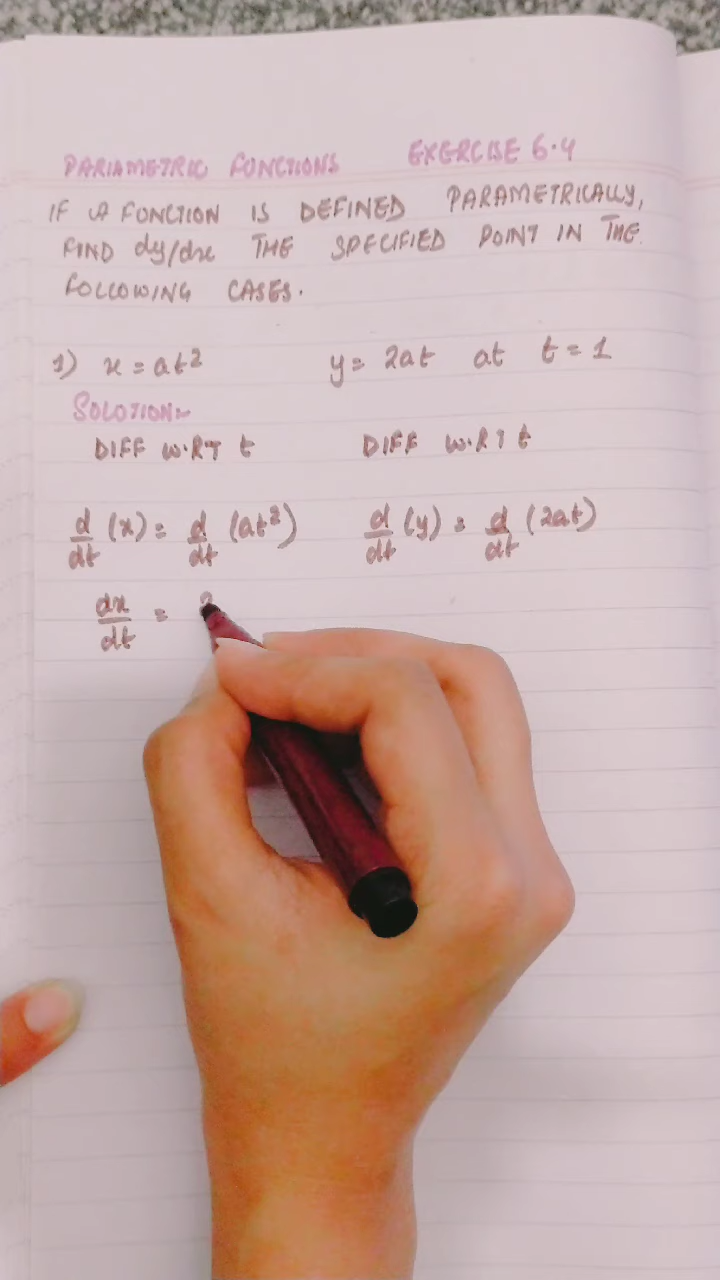 PARAMETRIC FUNCTIONS EXERCISE 6.4
IF A FUNCTION IS DEFINED PARAMETRICALLY,
FIND dy/dx THE SPECIFIED POINT IN THE
FOLLOWING CASES.
1) x = at² y = 2at at t = 1
SOLUTION:-
DIFF W.R.T t DIFF W.R.T t
d/dt (x) = d/dt (at²) d/dt (y) = d/dt (2at)
dx/dt =